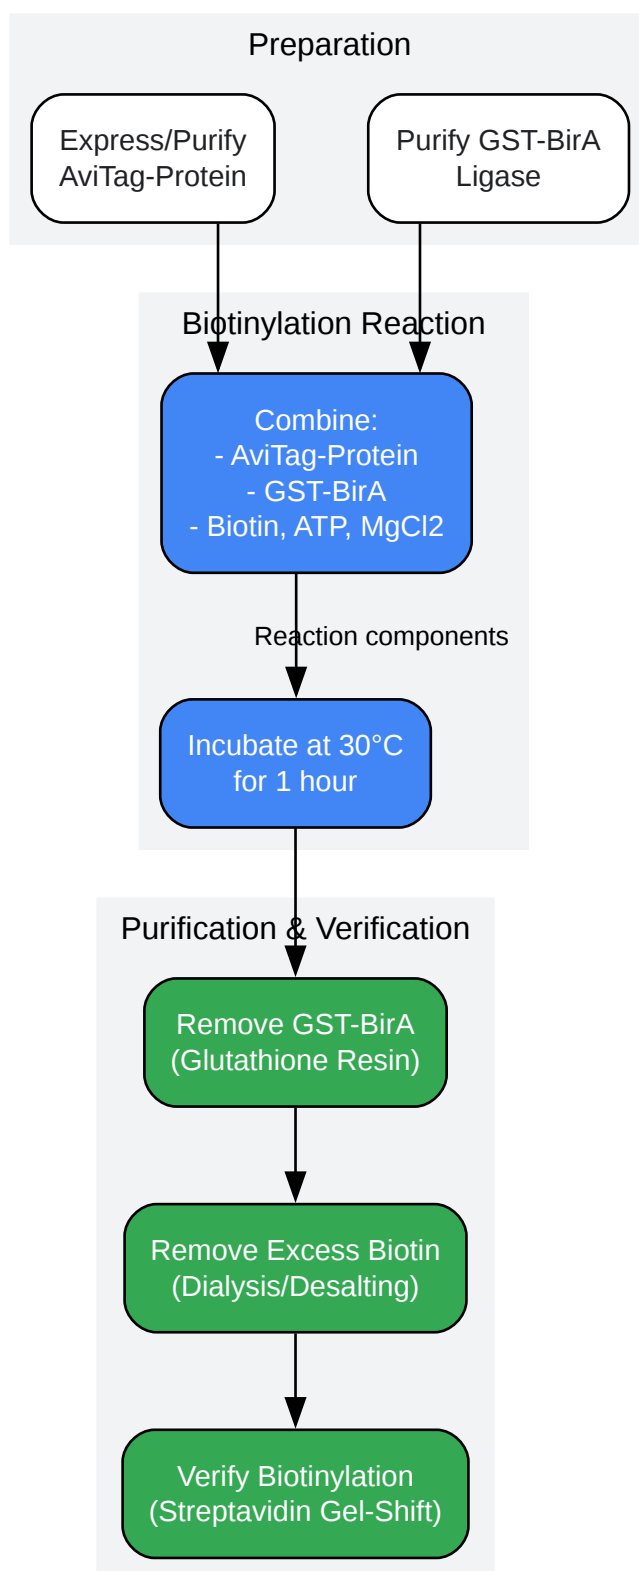 Preparation
Express/Purify
AviTag-Protein
Purify GST-BirA
Ligase
Biotinylation Reaction
Combine:
- AviTag-Protein
- GST-BirA
- Biotin, ATP, MgCl2
Reaction components
Incubate at 30°C
for 1 hour
Purification & Verification
Remove GST-BirA
(Glutathione Resin)
Remove Excess Biotin
(Dialysis/Desalting)
Verify Biotinylation
(Streptavidin Gel-Shift)